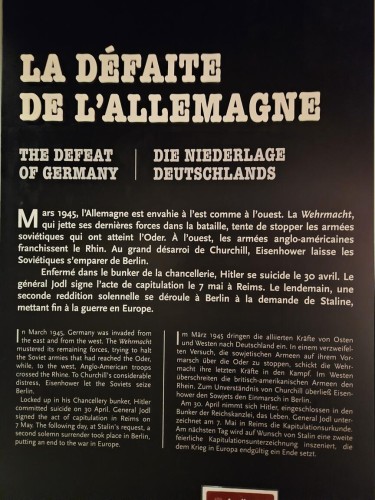 LA DÉFAITE
DE L'ALLEMAGNE
THE DEFEAT
OF GERMANY
DIE NIEDERLAGE
DEUTSCHLANDS
Mars 1945, l'Allemagne est envahie à l'est comme à l'ouest. La Wehrmacht,
qui jette ses dernières forces dans la bataille, tente de stopper les armées
soviétiques qui ont atteint l'Oder. À l'ouest, les armées anglo-américaines
franchissent le Rhin. Au grand désarroi de Churchill, Eisenhower laisse les
Soviétiques s'emparer de Berlin.
Enfermé dans le bunker de la chancellerie, Hitler se suicide le 30 avril. Le
général Jodl signe l'acte de capitulation le 7 mai à Reims. Le lendemain, une
seconde reddition solennelle se déroule à Berlin à la demande de Staline,
mettant fin à la guerre en Europe.
In March 1945, Germany was invaded from
the east and from the west. The Wehrmacht
mustered its remaining forces, trying to halt
the Soviet armies that had reached the Oder,
while, to the west, Anglo-American troops
crossed the Rhine. To Churchill's considerable
distress, Eisenhower let the Soviets seize
Berlin.
Locked up in his Chancellery bunker, Hitler
committed suicide on 30 April. General Jodl
signed the act of capitulation in Reims on
7 May. The following day, at Stalin's request, a
second solemn surrender took place in Berlin,
putting an end to the war in Europe.
Im März 1945 dringen die alliierten Kräfte von Osten
und Westen nach Deutschland ein. In einem verzweifel-
ten Versuch, die sowjetischen Armeen auf ihrem Vor-
marsch über die Oder zu stoppen, schickt die Wehr-
macht ihre letzten Kräfte in den Kampf. Im Westen
überschreiten die britisch-amerikanischen Armeen den
Rhein. Zum Unverständnis von Churchill überließ Eisen-
hower den Sowjets den Einmarsch in Berlin.
Am 30. April nimmt sich Hitler, eingeschlossen in den
Bunker der Reichskanzlei, das Leben. General Jodl unter-
zeichnet am 7. Mai in Reims die Kapitulationsurkunde.
Am nächsten Tag wird auf Wunsch von Stalin eine zweite
feierliche Kapitulationsunterzeichnung inszeniert, die
dem Krieg in Europa endgültig ein Ende setzt.